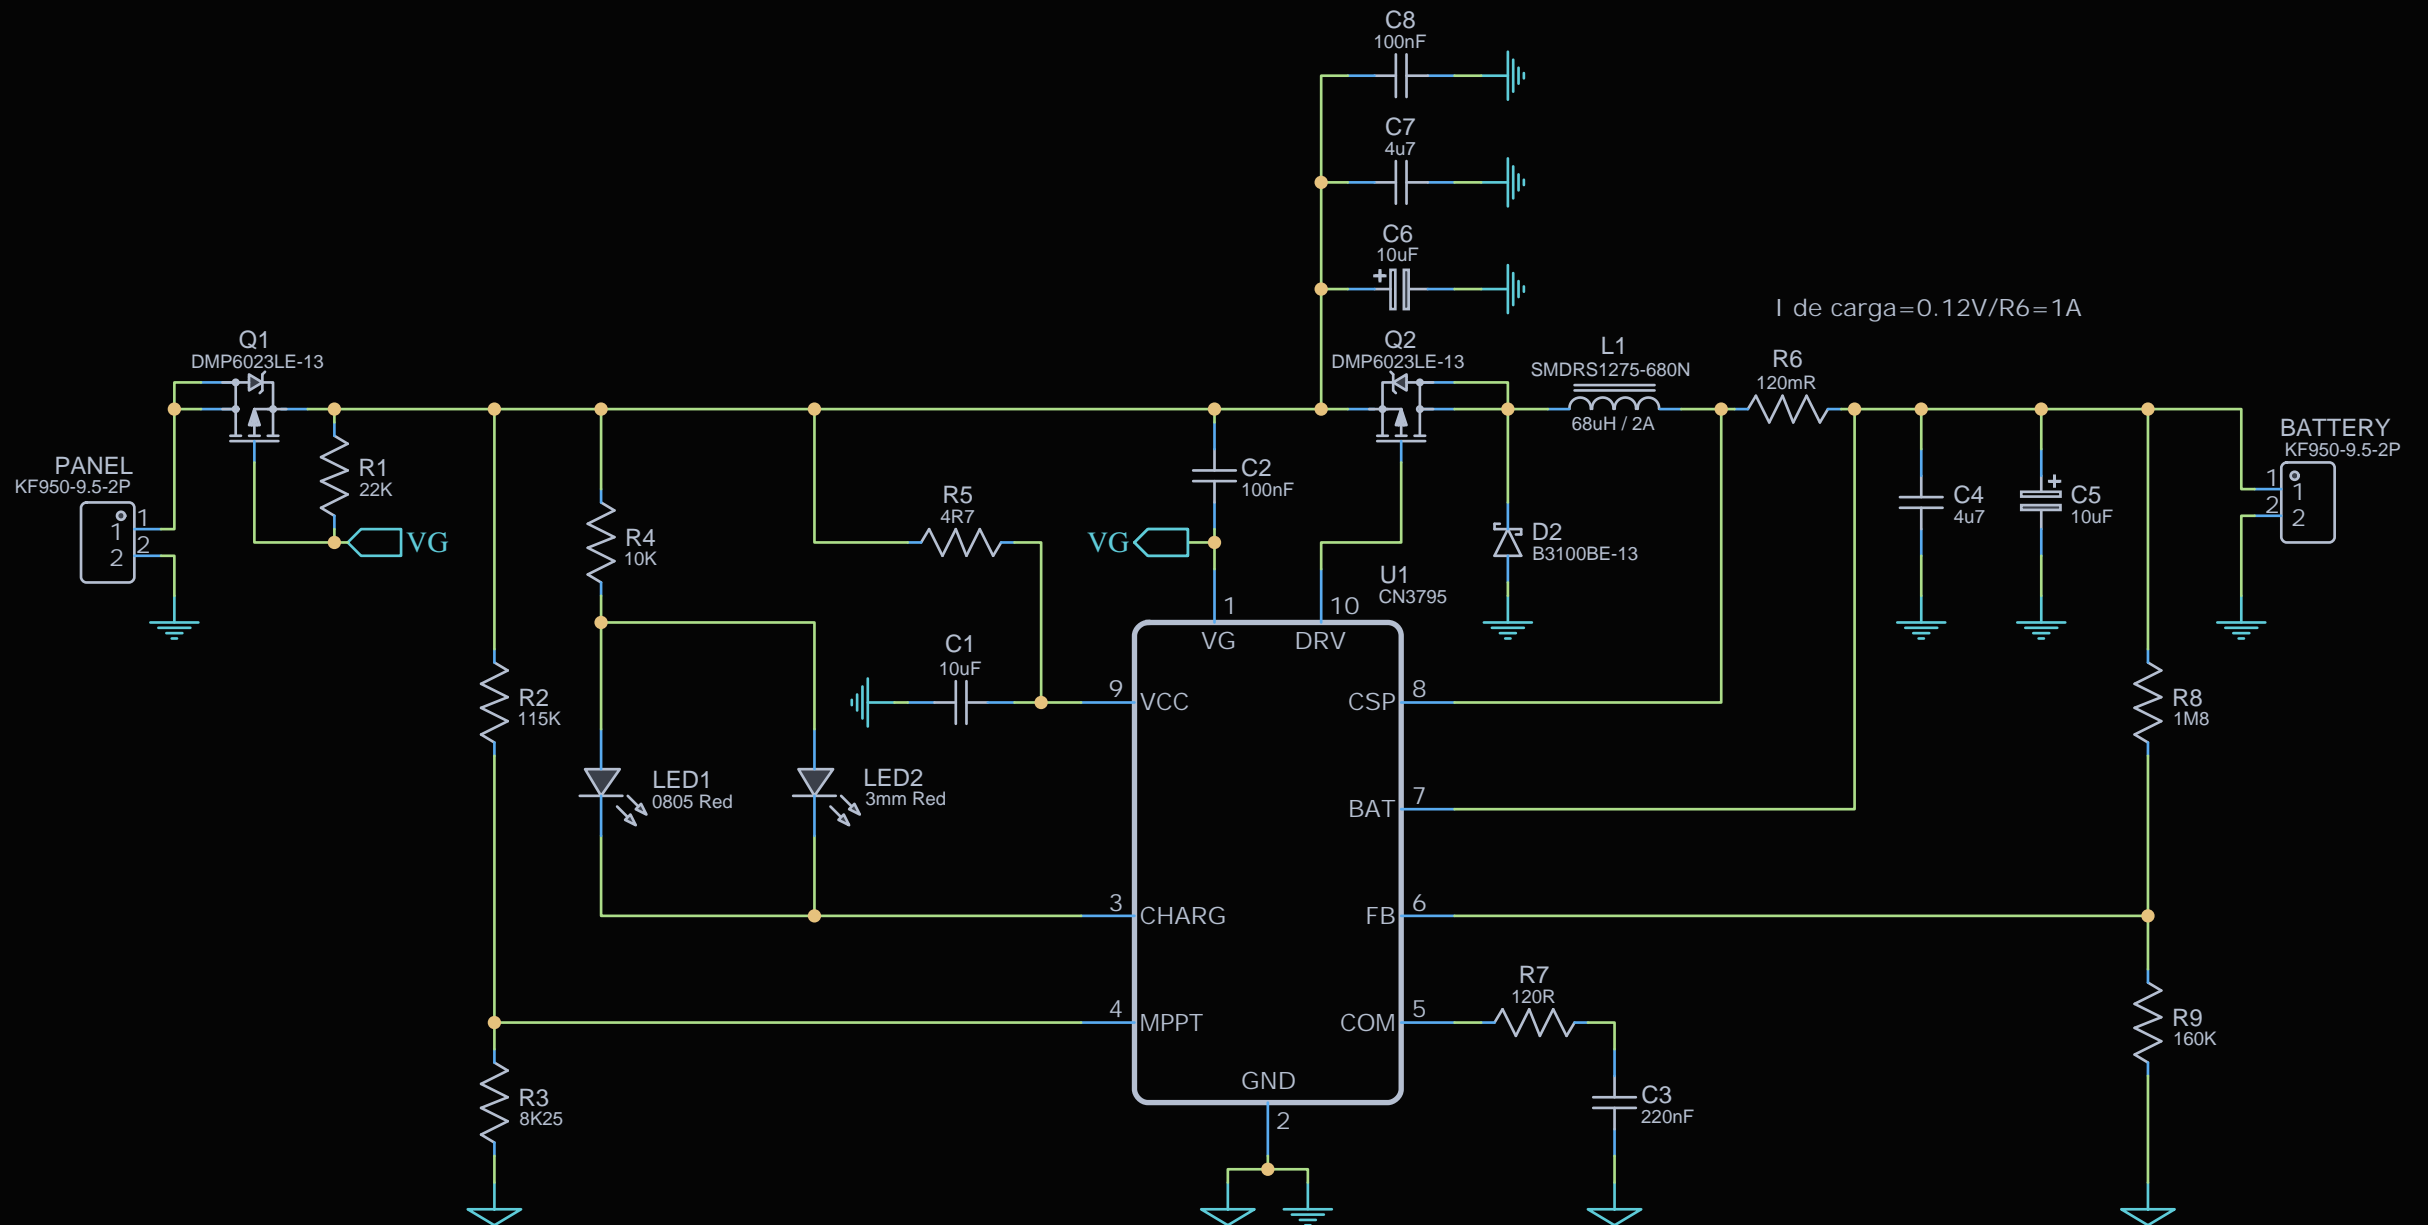 C8
100nF
C7
4u7
C6
10uF
I de carga=0.12V/R6=1A
Q1
DMP6023LE-13
Q2
DMP6023LE-13
L1
SMDRS1275-680N
68uH / 2A
R6
120mR
PANEL
KF950-9.5-2P
1
2
1
2
R1
22K
VG
R4
10K
R5
4R7
C2
100nF
VG
D2
B3100BE-13
C4
4u7
C5
10uF
BATTERY
KF950-9.5-2P
1
2
1
2
U1
CN3795
1
10
VG
DRV
C1
10uF
9
VCC
CSP
8
R2
115K
R8
1M8
LED1
0805 Red
LED2
3mm Red
BAT
7
3
CHARG
FB
6
4
MPPT
COM
5
R7
120R
R9
160K
R3
8K25
GND
2
C3
220nF